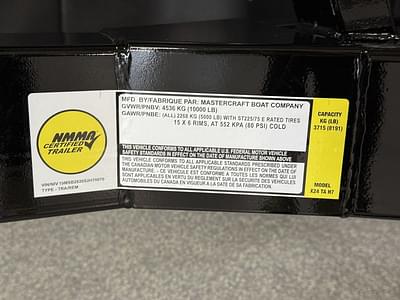 NMMA
CERTIFIED
TRAILER
TYPE - TRA/REM
MFD BY/FABRIQUE PAR: MASTERCRAFT BOAT COMPANY
GVWR/PNBV: 4536 KG (10000 LB)
GAWR/PNBE: (ALL) 2268 KG (5000 LB) WITH ST225/75 E RATED TIRES
15 X 6 RIMS, AT 552 KPA (80 PSI) COLD
THIS VEHICLE CONFORMS TO ALL APPLICABLE U.S. FEDERAL MOTOR VEHICLE
SAFETY STANDARDS IN EFFECT ON THE DATE OF MANUFACTURE SHOWN ABOVE
THIS VEHICLE CONFORMS TO ALL APPLICABLE STANDARDS PRESCRIBED UNDER
THE CANADIAN MOTOR VEHICLE SAFETY REGULATIONS IN EFFECT ON THE DATE OF
MANUFACTURE - CE VEHICULE EST CONFORME A TOUTES LES NORMES QUI LUI
SONT APPLICABLES EN VERTU DU REGLEMENT SUR LA SECURITE DES VEHICULES
AUTOMOBILES DU CANADA EN VIGUEUR A LA DATE DE SA FABRICATION.
CAPACITY
KG (LB)
3715 (8191)
MODEL
X24 TA H7